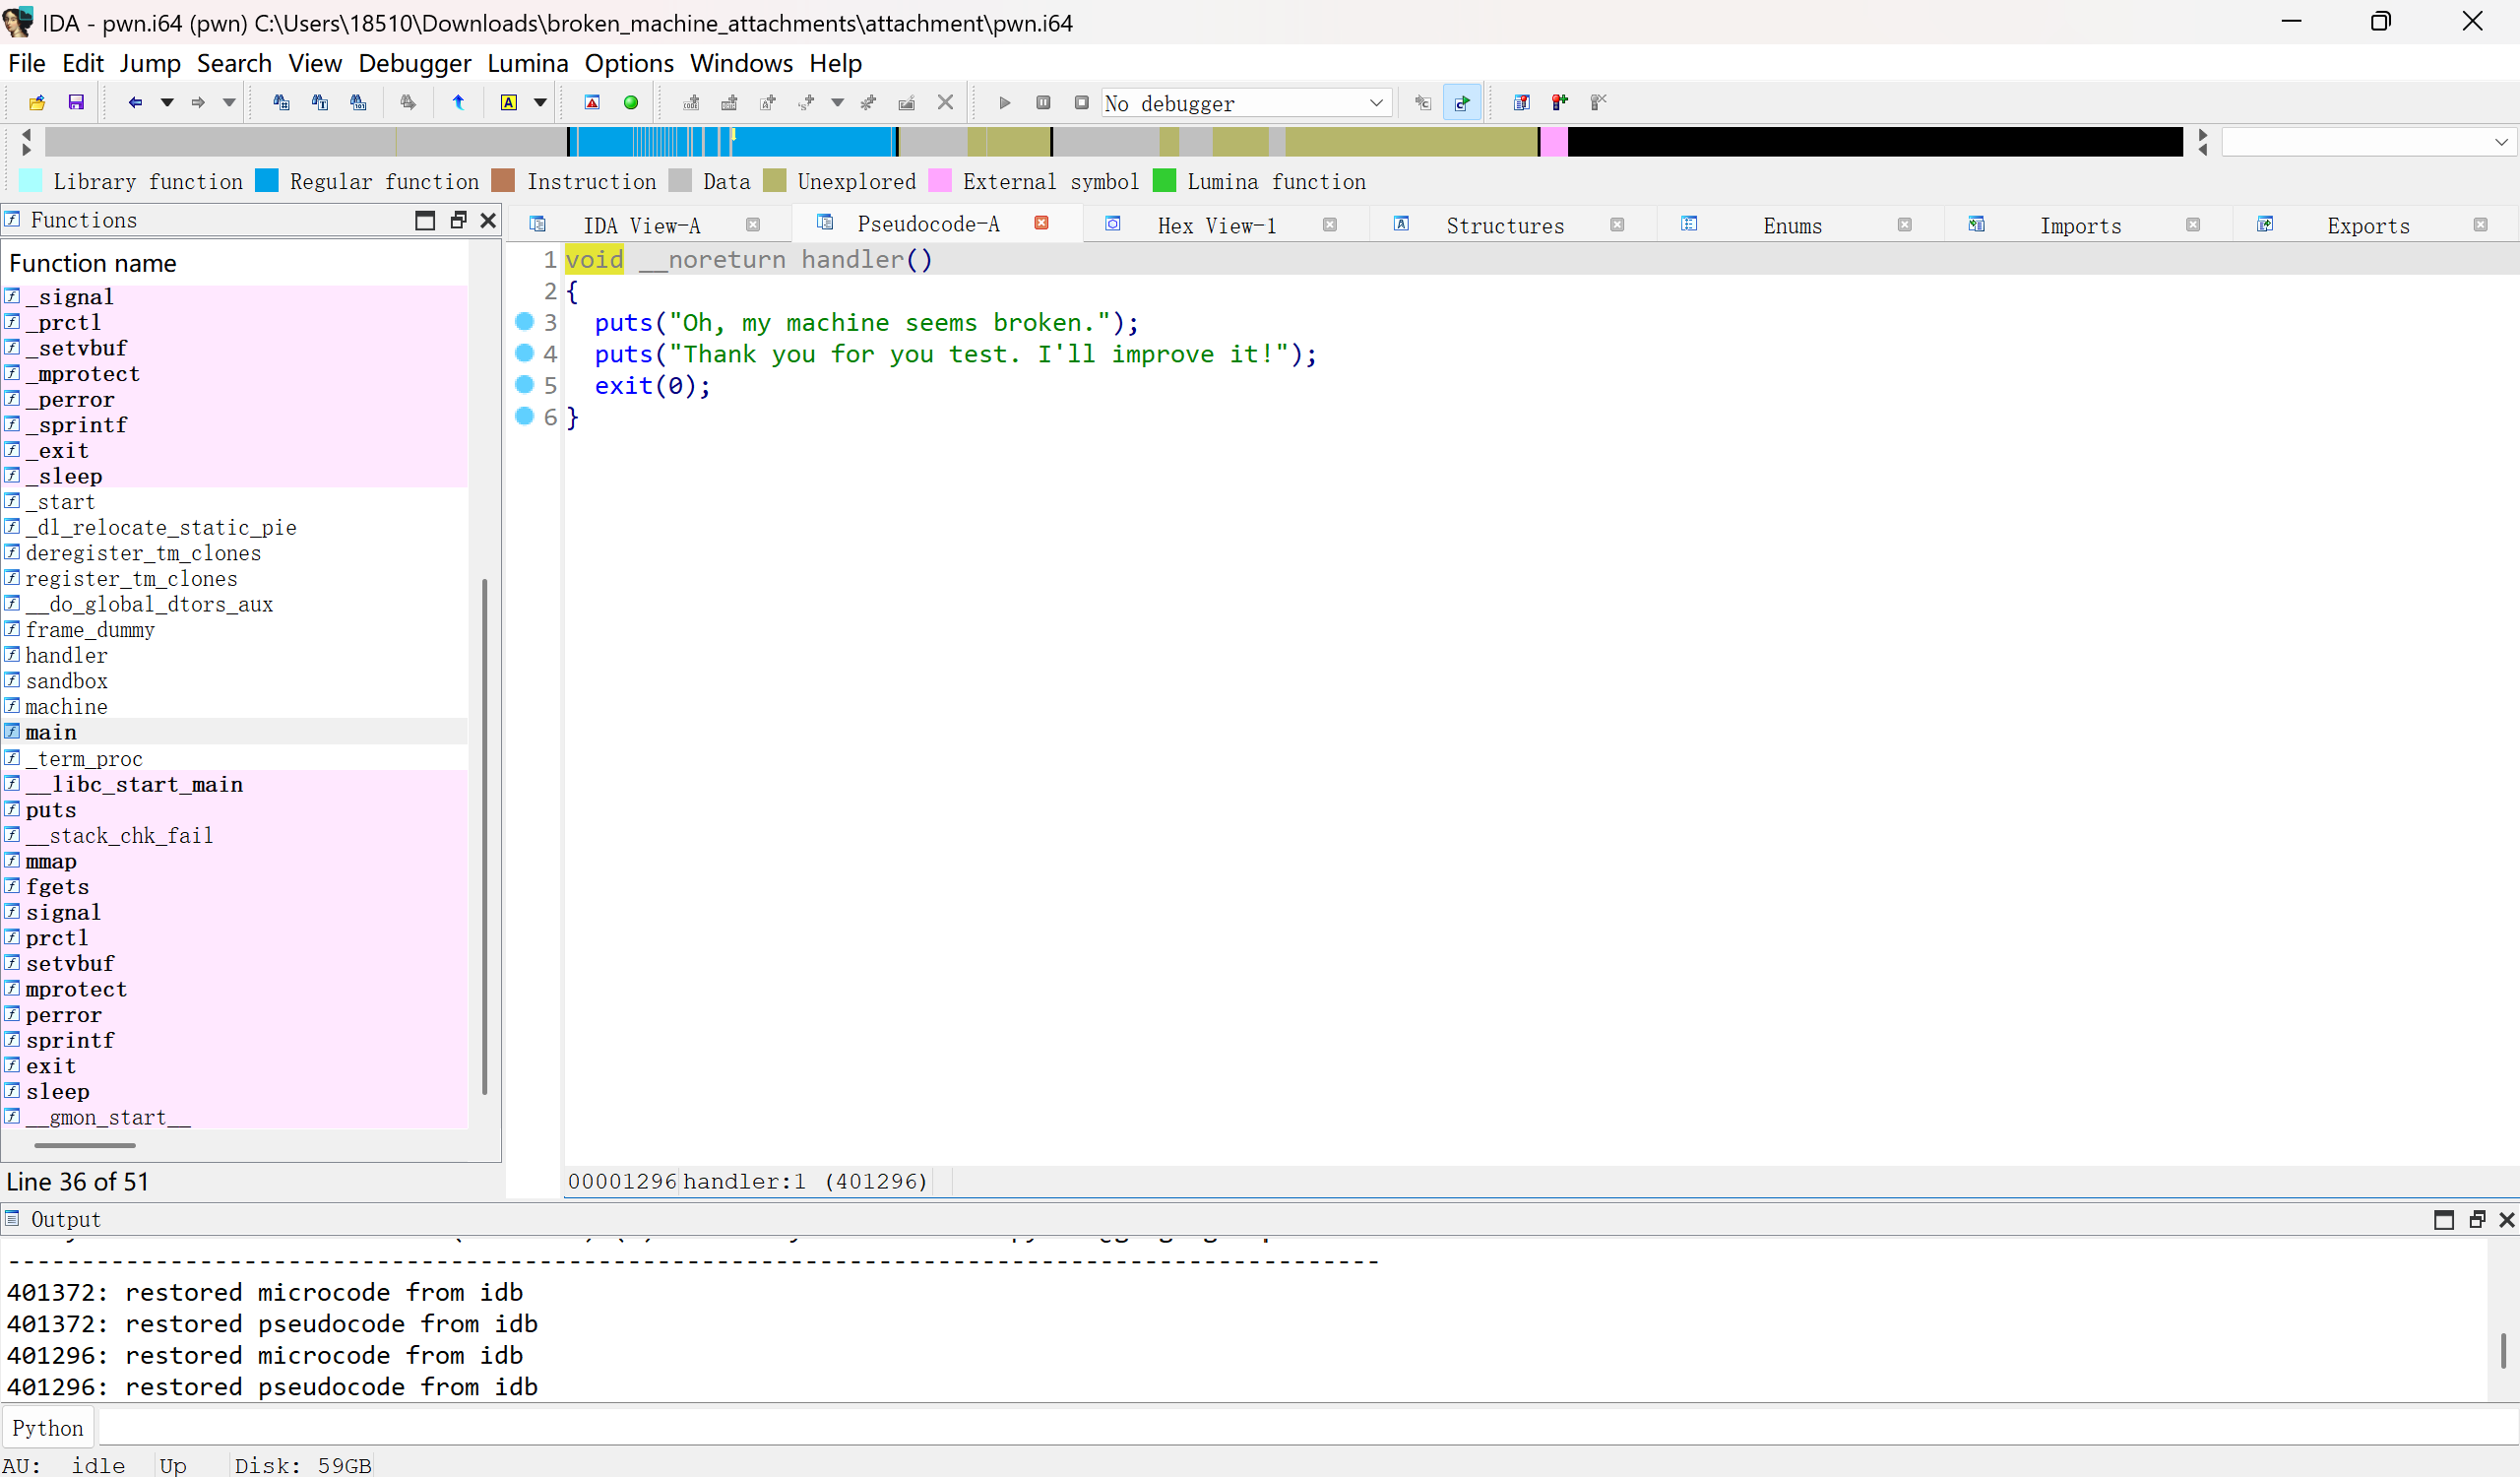 IDA - pwn.i64 (pwn) C:\Users\18510\Downloads\broken_machine_attachments\attachment\pwn.i64
File Edit Jump Search View Debugger Lumina Options Windows Help
No debugger
Library function Regular function Instruction Data Unexplored External symbol Lumina function
Functions
Function name
_signal
_prctl
_setvbuf
_mprotect
_perror
_sprintf
_exit
_sleep
_start
_dl_relocate_static_pie
deregister_tm_clones
register_tm_clones
__do_global_dtors_aux
frame_dummy
handler
sandbox
machine
main
_term_proc
__libc_start_main
puts
__stack_chk_fail
mmap
fgets
signal
prctl
setvbuf
mprotect
perror
sprintf
exit
sleep
__gmon_start__
Line 36 of 51
IDA View-A Pseudocode-A Hex View-1 Structures Enums Imports Exports
1 void __noreturn handler()
2 {
3 puts("Oh, my machine seems broken.");
4 puts("Thank you for you test. I'll improve it!");
5 exit(0);
6 }
00001296 handler:1 (401296)
Output
---------------------------------------------------------------------------------------------
401372: restored microcode from idb
401372: restored pseudocode from idb
401296: restored microcode from idb
401296: restored pseudocode from idb
Python
AU: idle Up Disk: 59GB